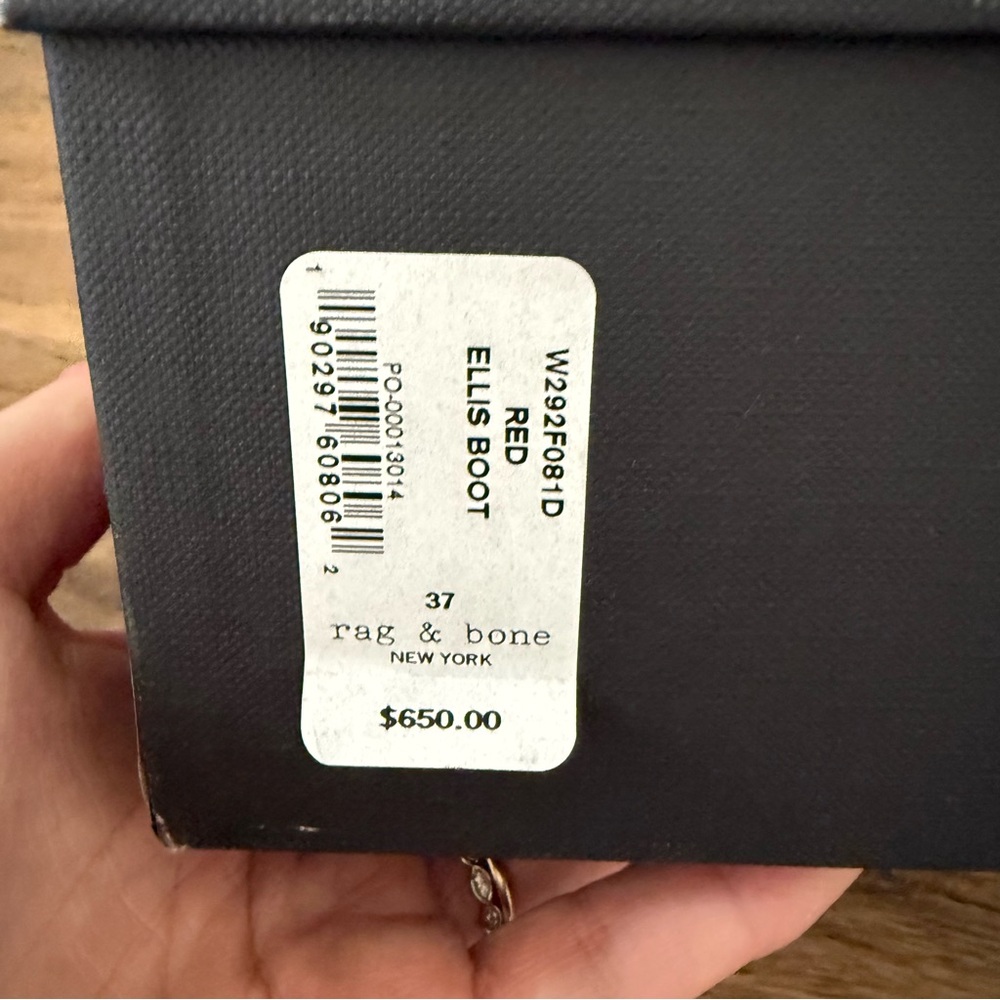 W292F081D
RED
ELLIS BOOT
PO-00013014
1 90297 60806 2
37
rag & bone
NEW YORK
$650.00